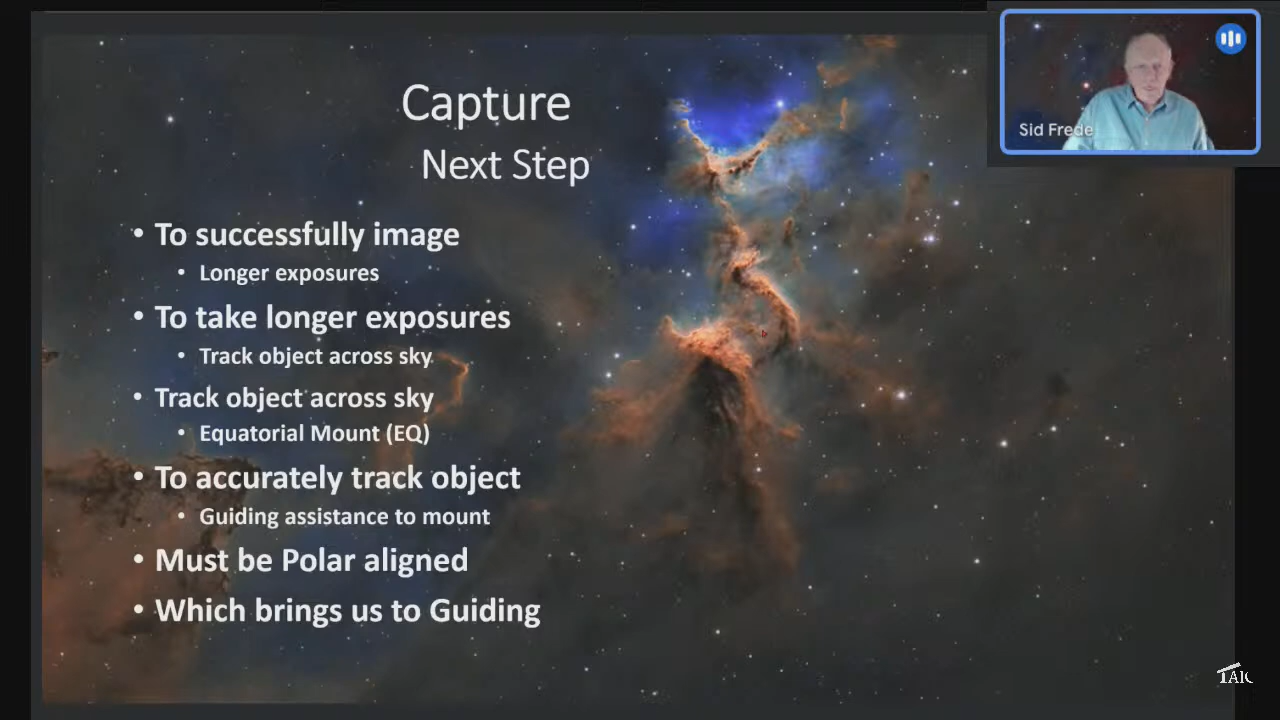 Capture
Next Step
• To successfully image
• Longer exposures
• To take longer exposures
• Track object across sky
• Track object across sky
• Equatorial Mount (EQ)
• To accurately track object
• Guiding assistance to mount
• Must be Polar aligned
• Which brings us to Guiding
Sid Frede